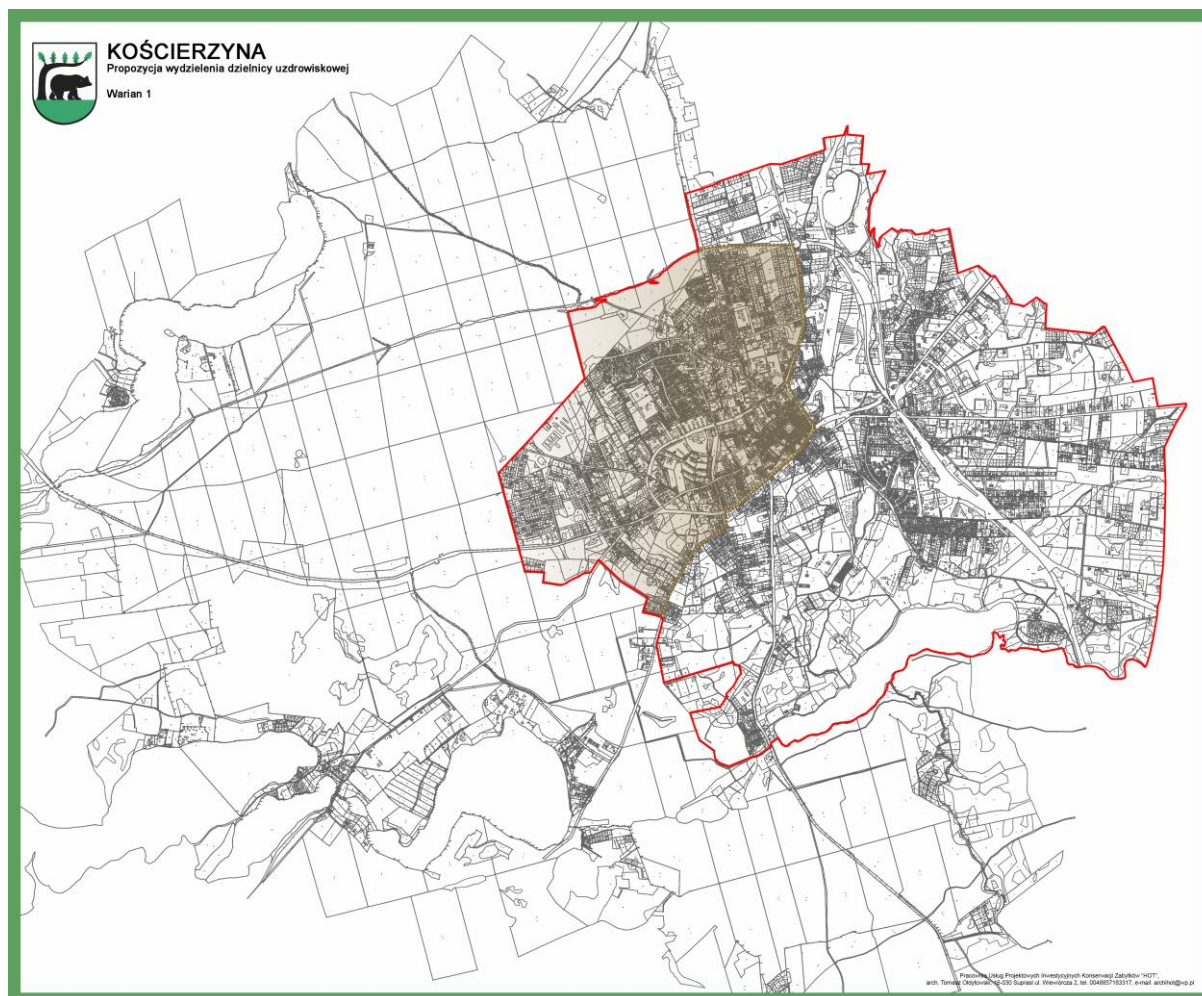 KOŚCIERZYNA
Propozycja wydzielenia dzielnicy uzdrowiskowej
Warian 1
Pracownia Usług Projektowych Inwestycyjnych Konserwacji Zabytków "HOT",
arch. Tomasz Ołdytowski, 16-030 Supraśl ul. Wiewiórcza 2, tel. 0048857183317, e-mail: archihot@wp.pl